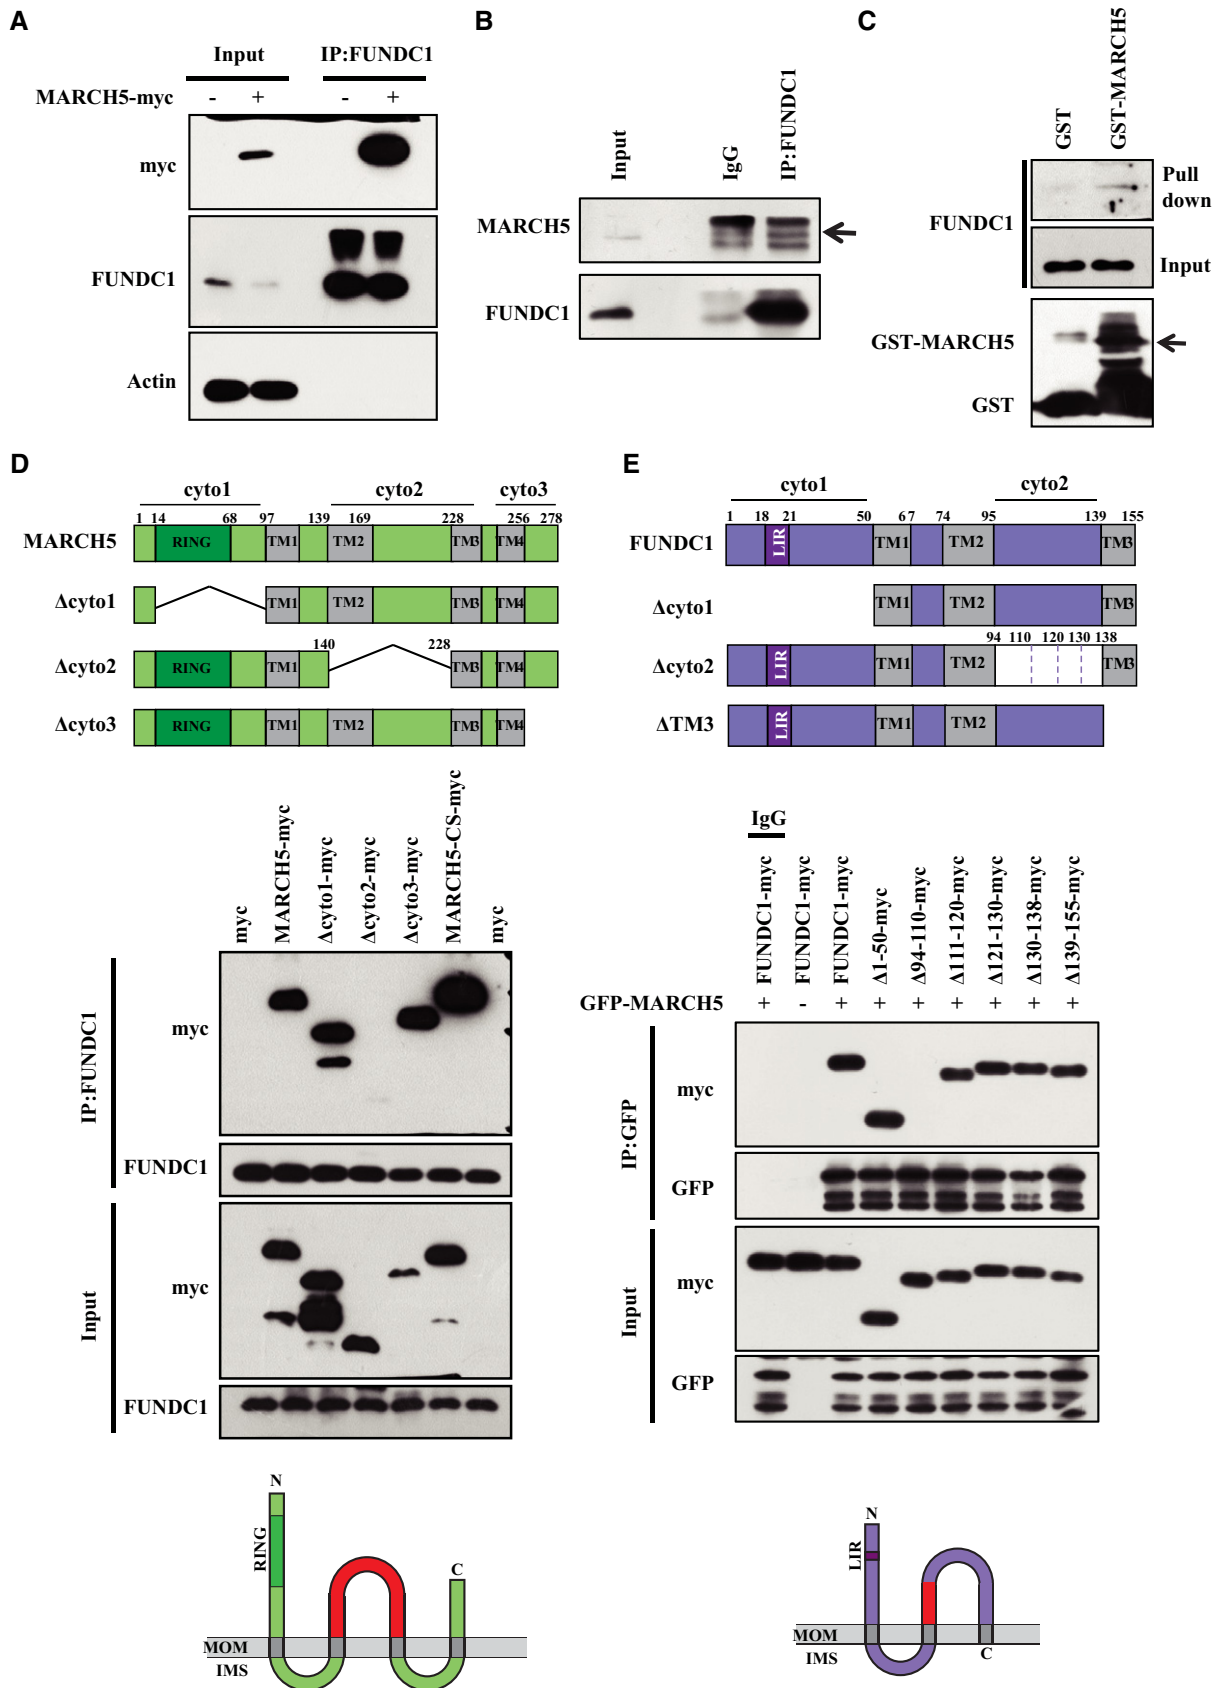 A
Input IP:FUNDC1
MARCH5-myc - + - +
myc
FUNDC1
Actin
B
Input IgG IP:FUNDC1
MARCH5
FUNDC1
C
GST GST-MARCH5
FUNDC1
Pull down
Input
GST-MARCH5
GST
D
cyto1 cyto2 cyto3
1 14 68 97 139 169 228 256 278
MARCH5 RING TM1 TM2 TM3 TM4
Δcyto1 TM1 TM2 TM3 TM4
140 228
Δcyto2 RING TM1 TM3 TM4
Δcyto3 RING TM1 TM2 TM3 TM4
myc MARCH5-myc Δcyto1-myc Δcyto2-myc Δcyto3-myc MARCH5-CS-myc myc
IP:FUNDC1
myc
FUNDC1
Input
myc
FUNDC1
N
RING
C
MOM
IMS
E
cyto1 cyto2
1 18 21 50 67 74 95 139 155
FUNDC1 LIR TM1 TM2 TM3
Δcyto1 TM1 TM2 TM3
94 110 120 130 138
Δcyto2 LIR TM1 TM2 TM3
ΔTM3 LIR TM1 TM2
IgG
FUNDC1-myc FUNDC1-myc FUNDC1-myc Δ1-50-myc Δ94-110-myc Δ111-120-myc Δ121-130-myc Δ130-138-myc Δ139-155-myc
GFP-MARCH5 + - + + + + + + +
IP:GFP
myc
GFP
Input
myc
GFP
N
LIR
MOM
IMS
C